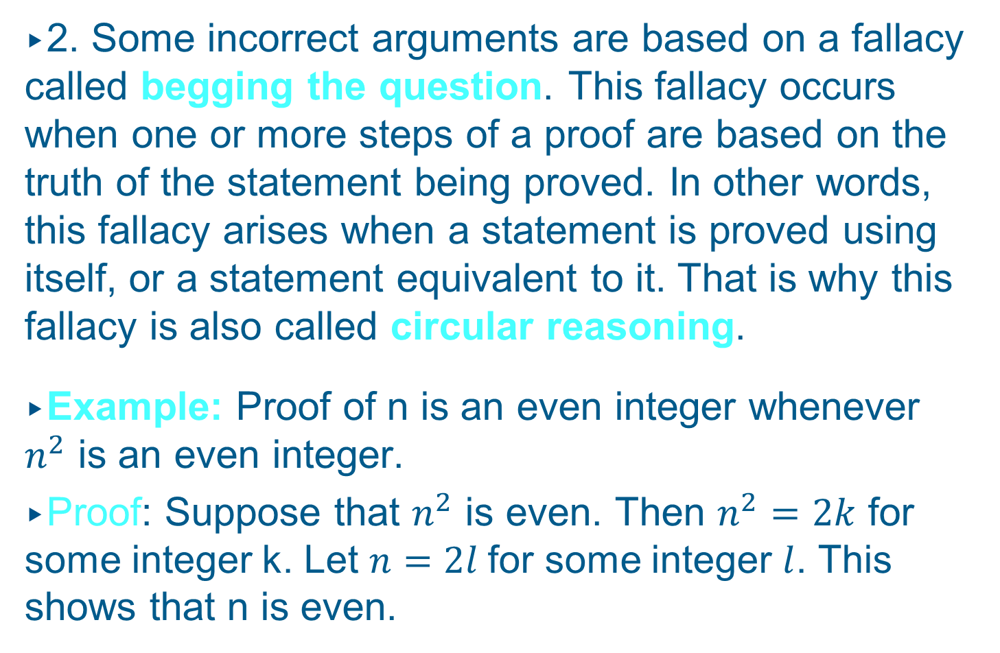 ▸2. Some incorrect arguments are based on a fallacy
called begging the question. This fallacy occurs
when one or more steps of a proof are based on the
truth of the statement being proved. In other words,
this fallacy arises when a statement is proved using
itself, or a statement equivalent to it. That is why this
fallacy is also called circular reasoning.
▸Example: Proof of n is an even integer whenever
𝑛² is an even integer.
▸Proof: Suppose that 𝑛² is even. Then 𝑛² = 2𝑘 for
some integer k. Let 𝑛 = 2𝑙 for some integer 𝑙. This
shows that n is even.